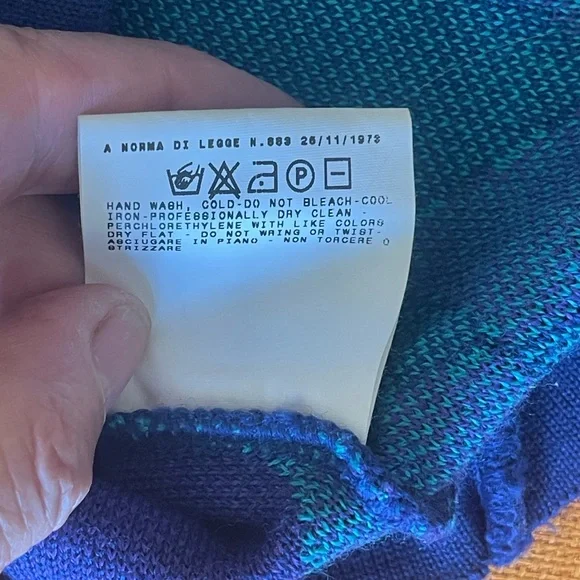 A NORMA DI LEGGE N.883 26/11/1973
P
HAND WASH, COLD-DO NOT BLEACH-COOL
IRON-PROFESSIONALLY DRY CLEAN -
PERCHLORETHYLENE WITH LIKE COLORS
DRY FLAT - DO NOT WRING OR TWIST-
ASCIUGARE IN PIANO - NON TORCERE O
STRIZZARE